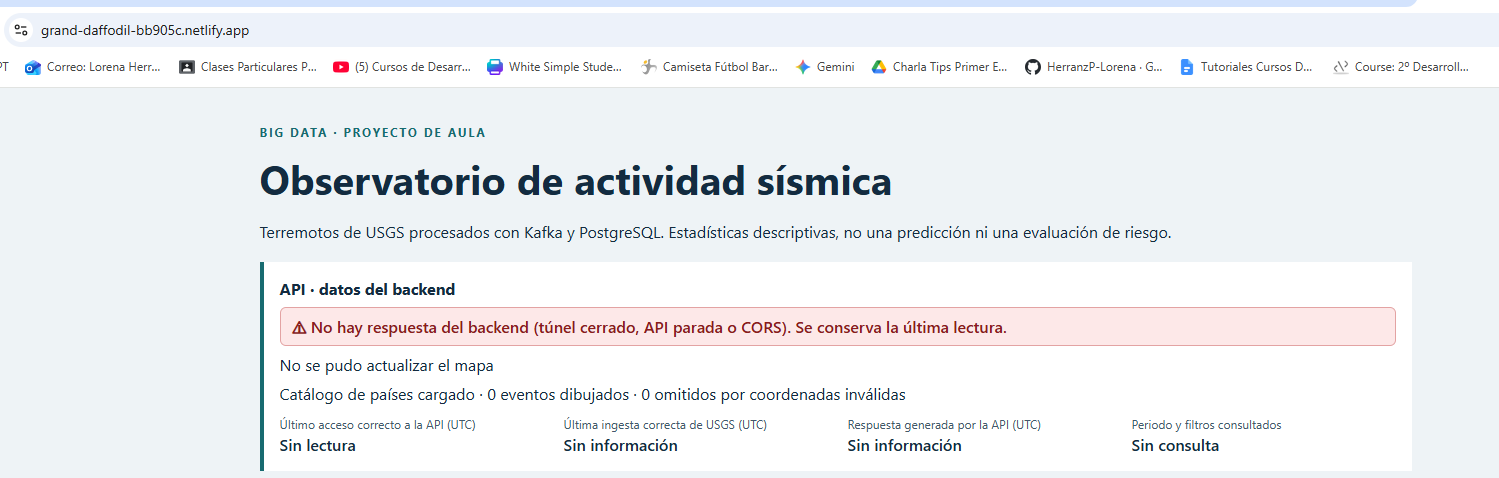 grand-daffodil-bb905c.netlify.app
PT Correo: Lorena Herr... Clases Particulares P... (5) Cursos de Desarr... White Simple Stude... Camiseta Fútbol Bar... Gemini Charla Tips Primer E... HerranzP-Lorena · G... Tutoriales Cursos D... Course: 2º Desarroll...
BIG DATA · PROYECTO DE AULA
Observatorio de actividad sísmica
Terremotos de USGS procesados con Kafka y PostgreSQL. Estadísticas descriptivas, no una predicción ni una evaluación de riesgo.
API · datos del backend
⚠ No hay respuesta del backend (túnel cerrado, API parada o CORS). Se conserva la última lectura.
No se pudo actualizar el mapa
Catálogo de países cargado · 0 eventos dibujados · 0 omitidos por coordenadas inválidas
Último acceso correcto a la API (UTC) Última ingesta correcta de USGS (UTC) Respuesta generada por la API (UTC) Periodo y filtros consultados
Sin lectura Sin información Sin información Sin consulta